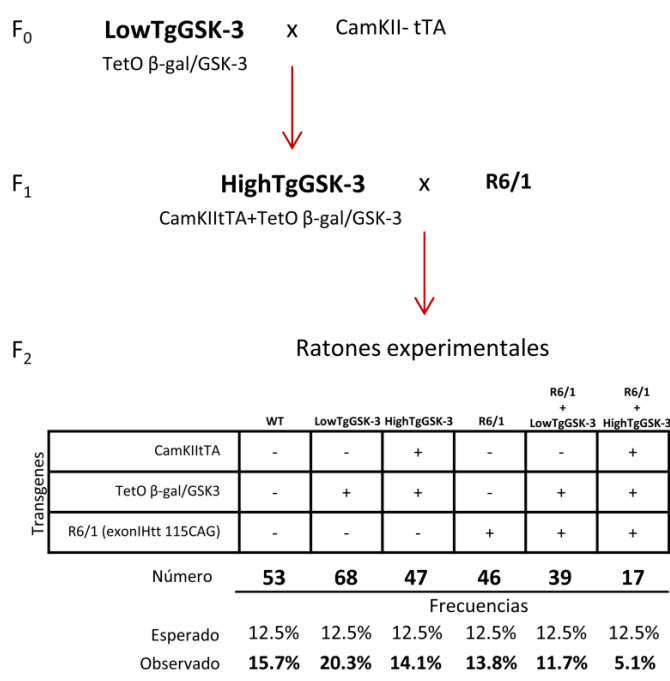 F0 LowTgGSK-3 x CamKII- tTA
TetO β-gal/GSK-3
F1 HighTgGSK-3 x R6/1
CamKIItTA+TetO β-gal/GSK-3
F2 Ratones experimentales
WT LowTgGSK-3 HighTgGSK-3 R6/1 R6/1 + LowTgGSK-3 R6/1 + HighTgGSK-3
Transgenes
CamKIItTA - - + - - +
TetO β-gal/GSK3 - + + - + +
R6/1 (exonIHtt 115CAG) - - - + + +
Número 53 68 47 46 39 17
Frecuencias
Esperado 12.5% 12.5% 12.5% 12.5% 12.5% 12.5%
Observado 15.7% 20.3% 14.1% 13.8% 11.7% 5.1%